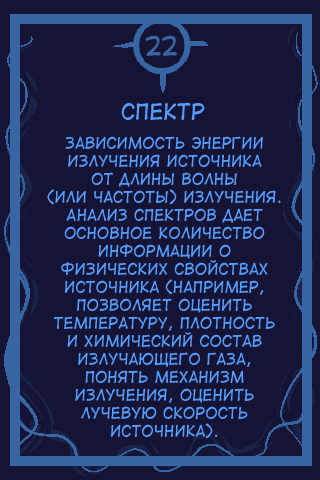 22
СПЕКТР
ЗАВИСИМОСТЬ ЭНЕРГИИ
ИЗЛУЧЕНИЯ ИСТОЧНИКА
ОТ ДЛИНЫ ВОЛНЫ
(ИЛИ ЧАСТОТЫ) ИЗЛУЧЕНИЯ.
АНАЛИЗ СПЕКТРОВ ДАЕТ
ОСНОВНОЕ КОЛИЧЕСТВО
ИНФОРМАЦИИ О
ФИЗИЧЕСКИХ СВОЙСТВАХ
ИСТОЧНИКА (НАПРИМЕР,
ПОЗВОЛЯЕТ ОЦЕНИТЬ
ТЕМПЕРАТУРУ, ПЛОТНОСТЬ
И ХИМИЧЕСКИЙ СОСТАВ
ИЗЛУЧАЮЩЕГО ГАЗА,
ПОНЯТЬ МЕХАНИЗМ
ИЗЛУЧЕНИЯ, ОЦЕНИТЬ
ЛУЧЕВУЮ СКОРОСТЬ
ИСТОЧНИКА).